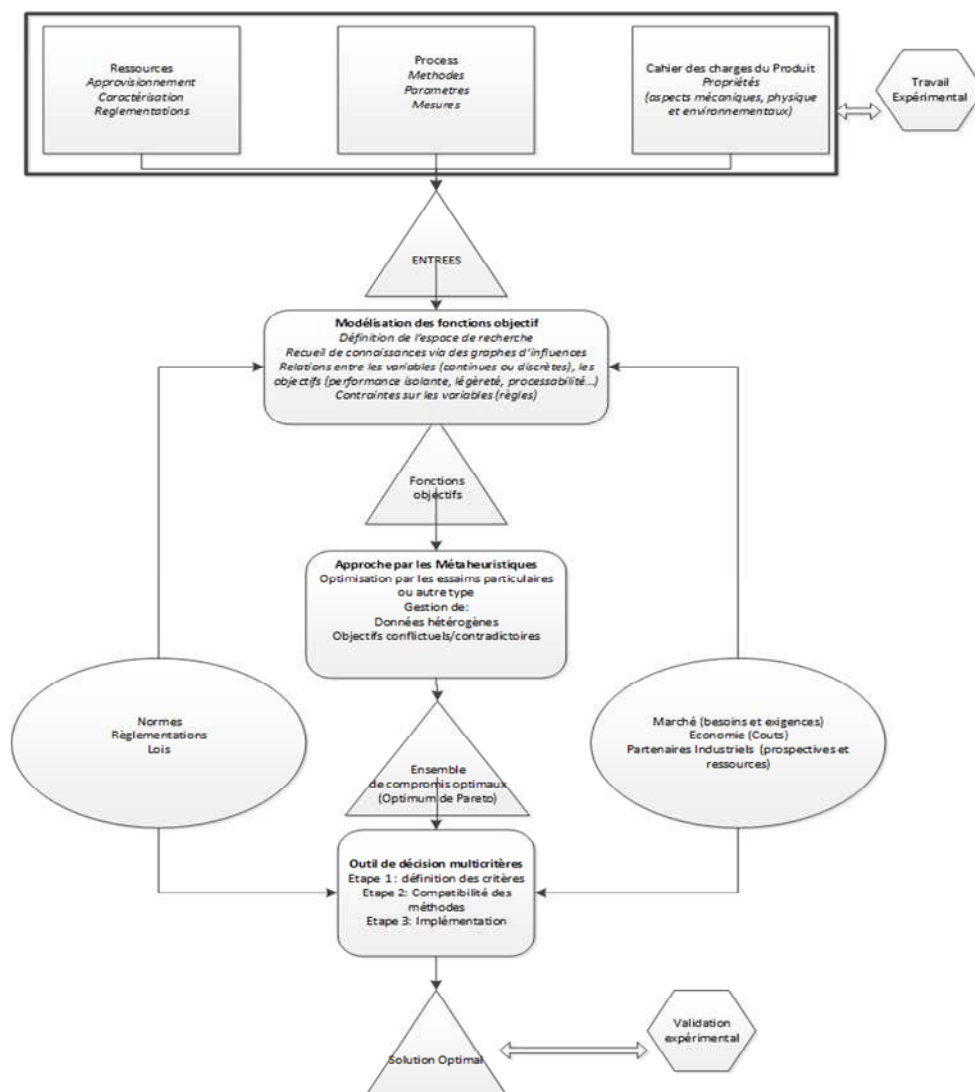 Ressources
Approvisionnement
Caractérisation
Reglementations
Process
Methodes
Parametres
Mesures
Cahier des charges du Produit
Propriétés
(aspects mécaniques, physique
et environnementaux)
Travail
Expérimental
ENTREES
Modélisation des fonctions objectif
Définition de l'espace de recherche
Recueil de connaissances via des graphes d'influences
Relations entre les variables (continues ou discrètes), les
objectifs (performance isolante, légèreté, processabilité...)
Contraintes sur les variables (règles)
Fonctions
objectifs
Approche par les Métaheuristiques
Optimisation par les essaims particulaires
ou autre type
Gestion de:
Données hétérogènes
Objectifs conflictuels/contradictoires
Normes
Règlementations
Lois
Marché (besoins et exigences)
Economie (Couts)
Partenaires Industriels (prospectives et
ressources)
Ensemble
de compromis optimaux
(Optimum de Pareto)
Outil de décision multicritères
Etape 1 : définition des critères
Etape 2: Compatibilité des
méthodes
Etape 3: Implémentation
Solution Optimal
Validation
expérimental